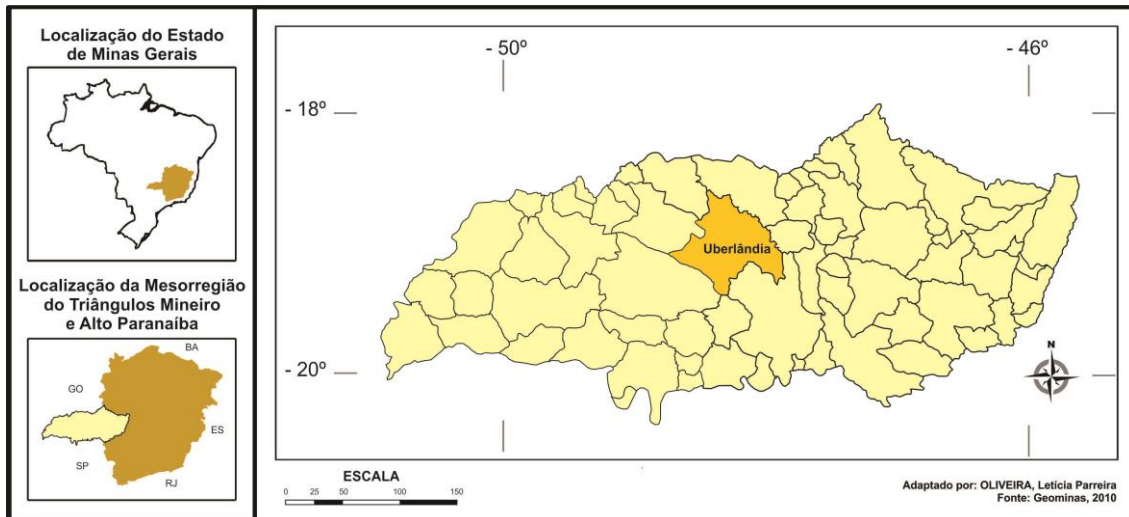 Localização do Estado
de Minas Gerais
Localização da Mesorregião
do Triângulos Mineiro
e Alto Paranaíba
BA
GO
ES
SP
RJ
- 50º
- 46º
- 18º
Uberlândia
- 20º
N
ESCALA
0 25 50 100 150
Adaptado por: OLIVEIRA, Letícia Parreira
Fonte: Geominas, 2010